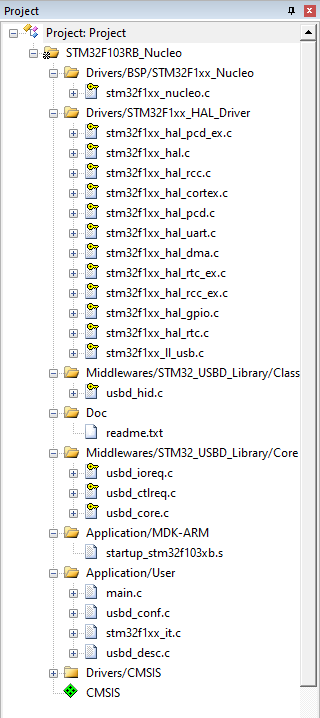 Project
Project: Project
STM32F103RB_Nucleo
Drivers/BSP/STM32F1xx_Nucleo
stm32f1xx_nucleo.c
Drivers/STM32F1xx_HAL_Driver
stm32f1xx_hal_pcd_ex.c
stm32f1xx_hal.c
stm32f1xx_hal_rcc.c
stm32f1xx_hal_cortex.c
stm32f1xx_hal_pcd.c
stm32f1xx_hal_uart.c
stm32f1xx_hal_dma.c
stm32f1xx_hal_rtc_ex.c
stm32f1xx_hal_rcc_ex.c
stm32f1xx_hal_gpio.c
stm32f1xx_hal_rtc.c
stm32f1xx_ll_usb.c
Middlewares/STM32_USBD_Library/Class
usbd_hid.c
Doc
readme.txt
Middlewares/STM32_USBD_Library/Core
usbd_ioreq.c
usbd_ctlreq.c
usbd_core.c
Application/MDK-ARM
startup_stm32f103xb.s
Application/User
main.c
usbd_conf.c
stm32f1xx_it.c
usbd_desc.c
Drivers/CMSIS
CMSIS